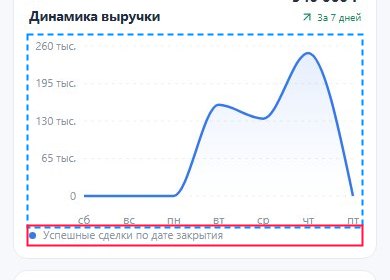 Динамика выручки
За 7 дней
260 тыс.
195 тыс.
130 тыс.
65 тыс.
0
сб вс пн вт ср чт пт
Успешные сделки по дате закрытия